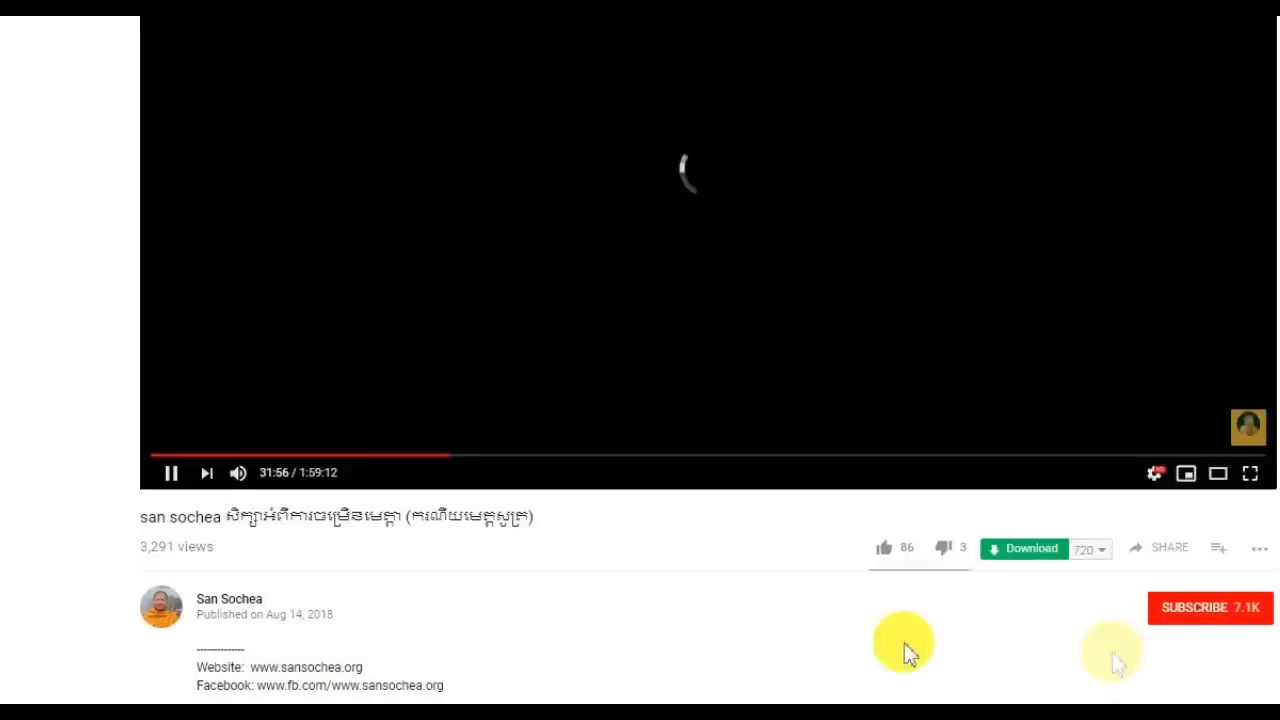 31:56 / 1:59:12
HD
san sochea សិក្សាអំពីការចម្រើនមេត្តា (ករណីយមេត្តសូត្រ)
3,291 views
86 3 Download 720 SHARE
San Sochea
SUBSCRIBE 7.1K
Published on Aug 14, 2018
--------------
Website: www.sansochea.org
Facebook: www.fb.com/www.sansochea.org